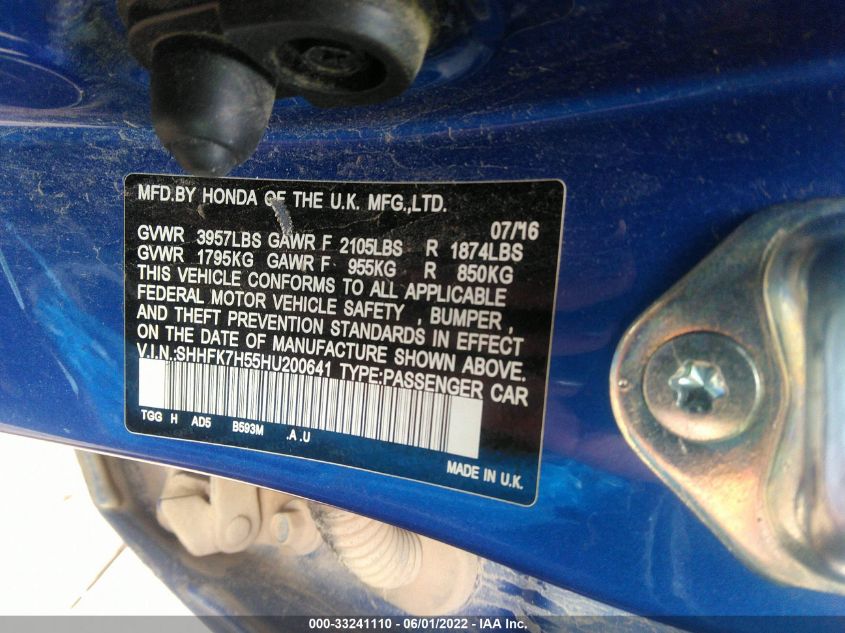 MFD.BY HONDA OF THE U.K. MFG.,LTD.
07/'16
GVWR 3957LBS GAWR F 2105LBS R 1874LBS
GVWR 1795KG GAWR F 955KG R 850KG
THIS VEHICLE CONFORMS TO ALL APPLICABLE
FEDERAL MOTOR VEHICLE SAFETY , BUMPER ,
AND THEFT PREVENTION STANDARDS IN EFFECT
ON THE DATE OF MANUFACTURE SHOWN ABOVE.
V.I.N.:SHHFK7H55HU200641 TYPE:PASSENGER CAR
TGG H AD5 B593M .A .U
MADE IN U.K.
000-33241110 - 06/01/2022 - IAA Inc.